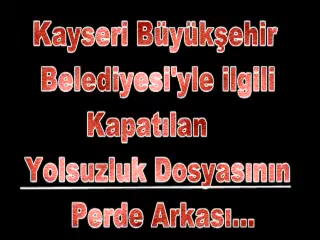 Kayseri Büyükşehir
Belediyesi'yle ilgili
Kapatılan
Yolsuzluk Dosyasının
Perde Arkası...